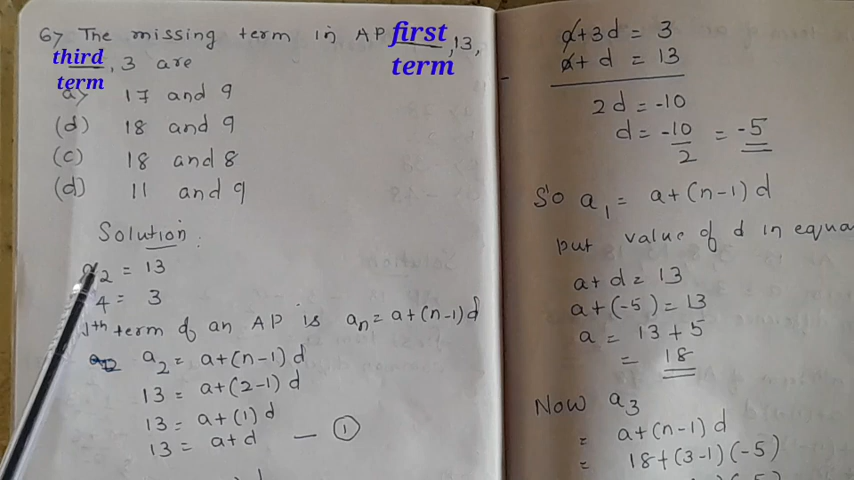 67 The missing term in AP first term, 13,
third term, 3 are
a) 17 and 9
(d) 18 and 9
(c) 18 and 8
(d) 11 and 9
Solution:
a2 = 13
4 = 3
th term of an AP is an = a+(n-1)d
a2 = a+(n-1)d
13 = a+(2-1)d
13 = a+(1)d
13 = a+d — 1
a+3d = 3
a+ d = 13
2d = -10
d = -10/2 = -5
So a1 = a+(n-1)d
put value of d in equa
a+d = 13
a+(-5) = 13
a = 13+5
= 18
Now a3
= a+(n-1)d
= 18+(3-1)(-5)